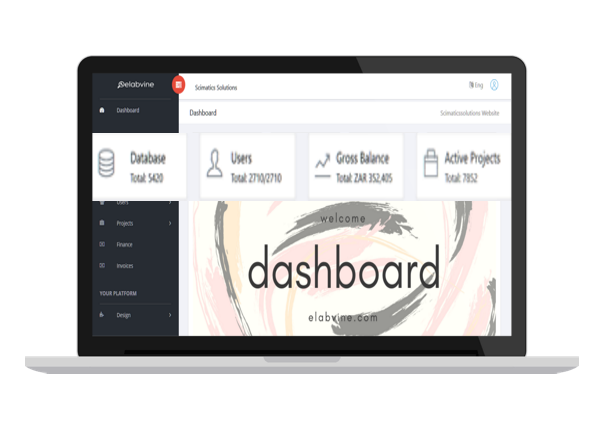 elabvine
Scimatics Solutions
Eng
Dashboard
Dashboard
Scimaticssolutions Website
Database
Total: 5420
Users
Total: 2710/2710
Gross Balance
Total: ZAR 352,405
Active Projects
Total: 7852
Users
Projects
Finance
Invoices
YOUR PLATFORM
Design
welcome
dashboard
elabvine.com